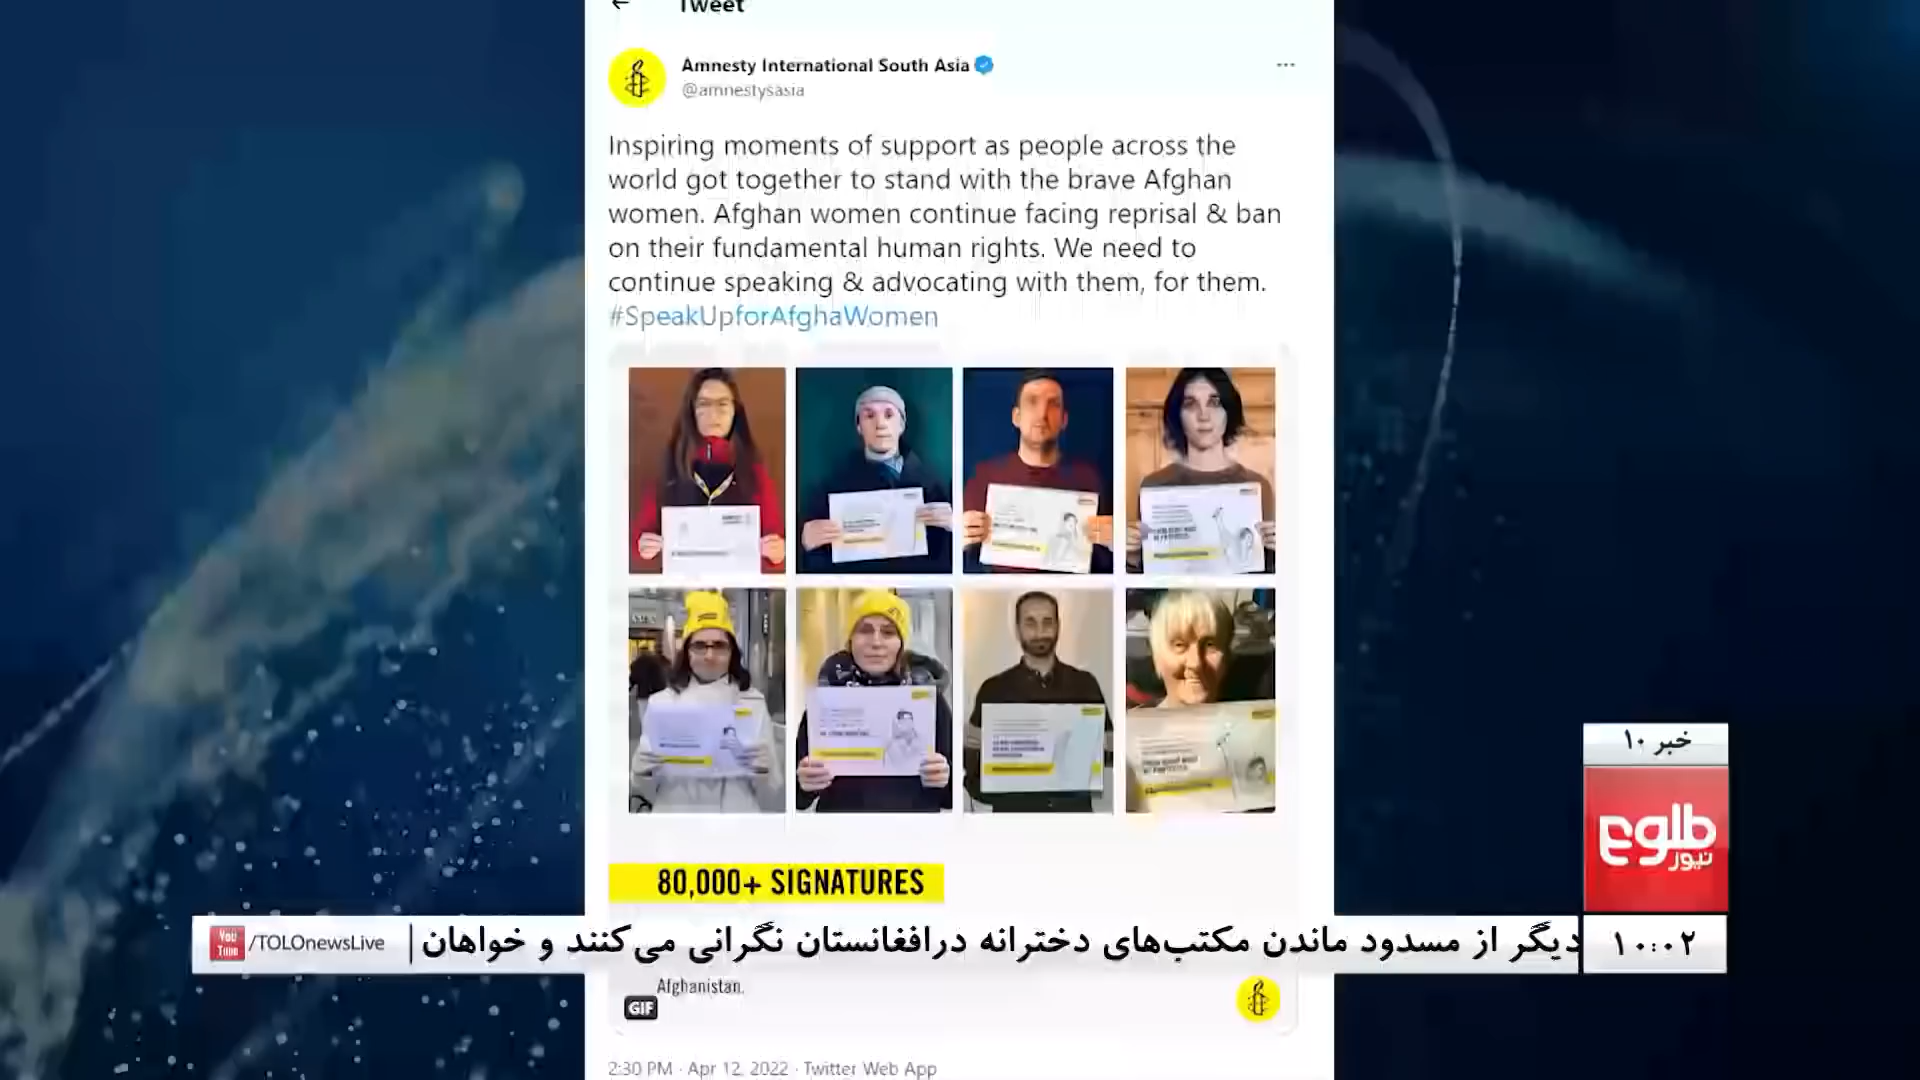 Tweet
Amnesty International South Asia
@amnestysasia
Inspiring moments of support as people across the
world got together to stand with the brave Afghan
women. Afghan women continue facing reprisal & ban
on their fundamental human rights. We need to
continue speaking & advocating with them, for them.
#SpeakUpforAfghaWomen
80,000+ SIGNATURES
خبر ۱۰
طلوع
نیوز
You Tube /TOLOnewsLive
دیگر از مسدود ماندن مکتب‌های دخترانه درافغانستان نگرانی می‌کنند و خواهان
۱۰:۰۲
Afghanistan.
GIF
2:30 PM · Apr 12, 2022 · Twitter Web App